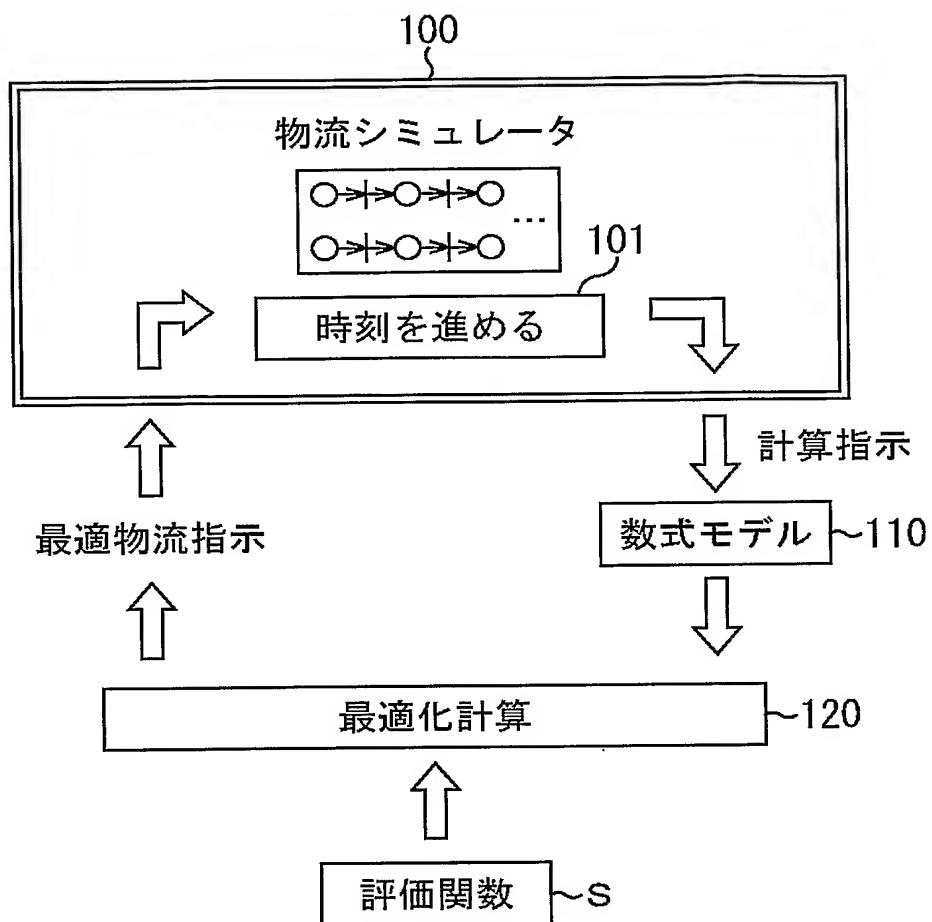 100
物流シミュレータ
...
101
時刻を進める
計算指示
最適物流指示
数式モデル
110
最適化計算
120
評価関数
S